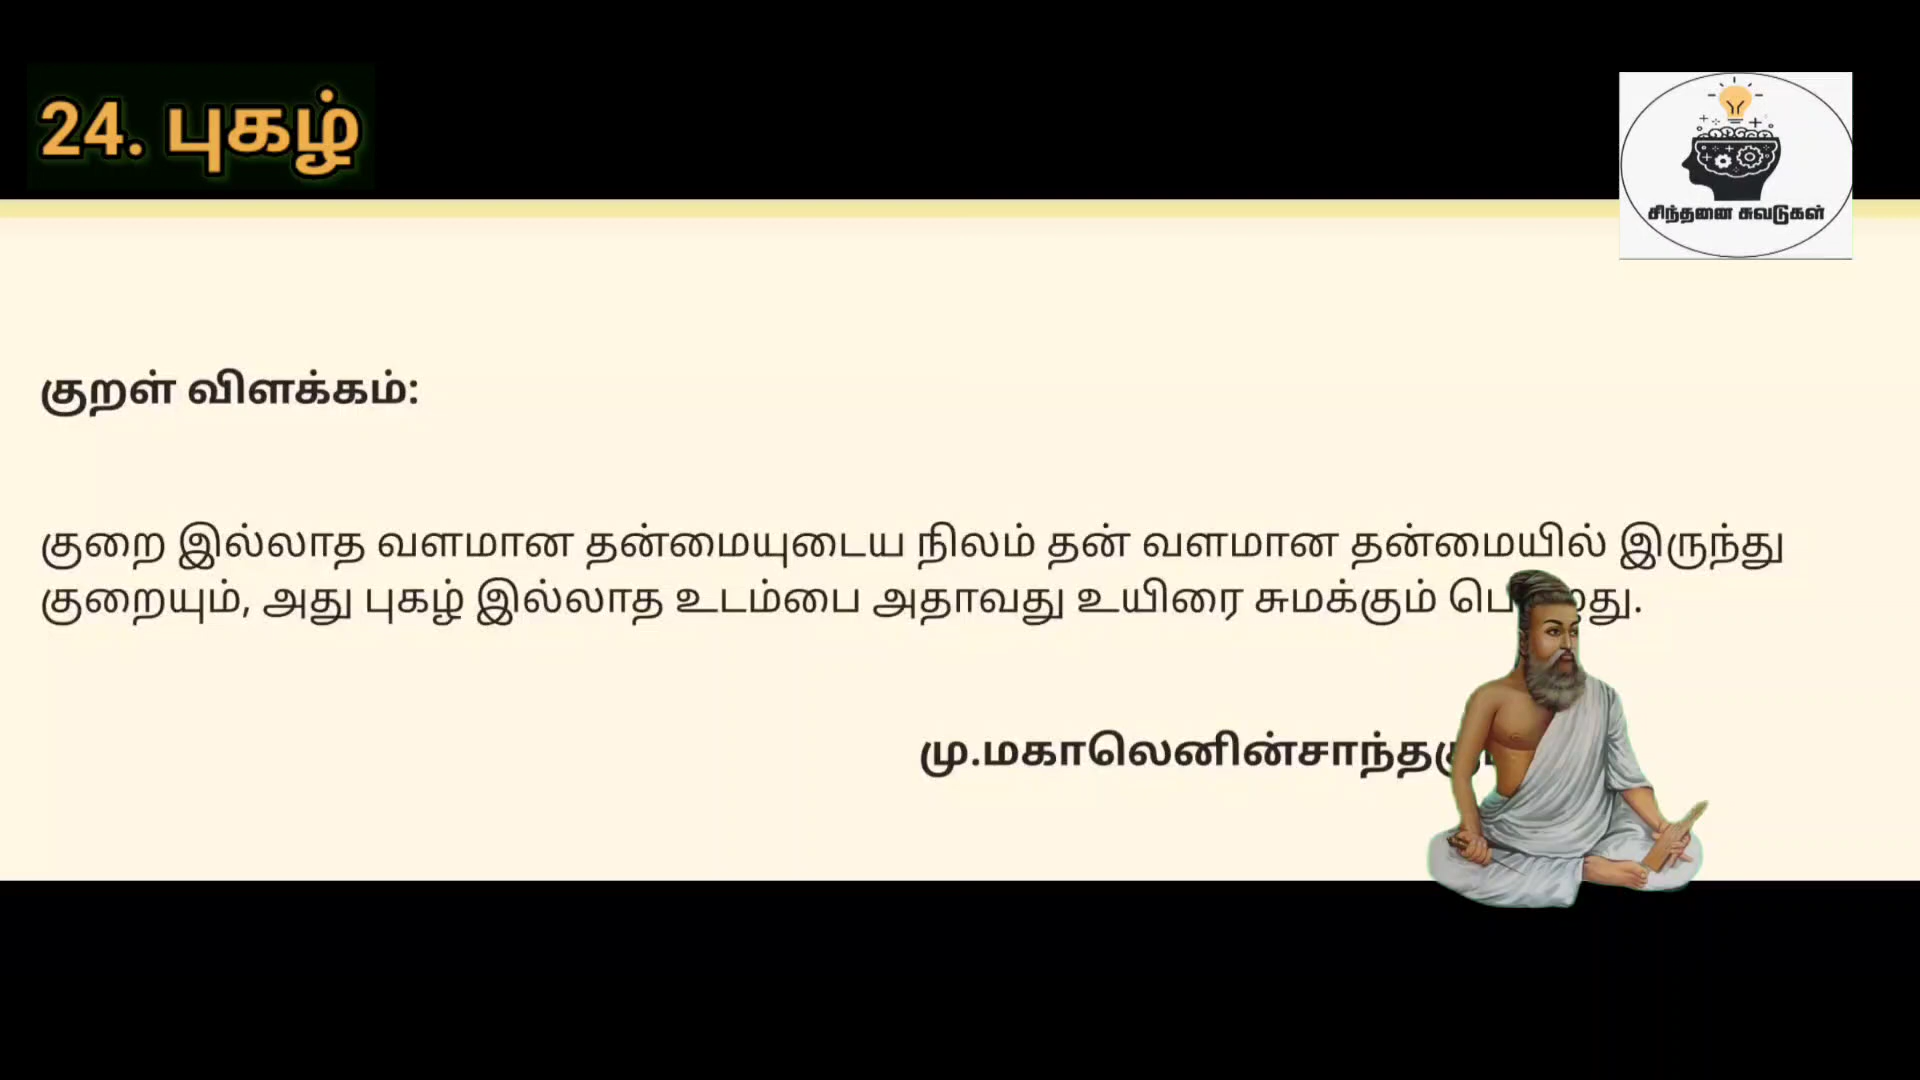 24. புகழ்
சிந்தனை சுவடுகள்
குறள் விளக்கம்:
குறை இல்லாத வளமான தன்மையுடைய நிலம் தன் வளமான தன்மையில் இருந்து
குறையும், அது புகழ் இல்லாத உடம்பை அதாவது உயிரை சுமக்கும்